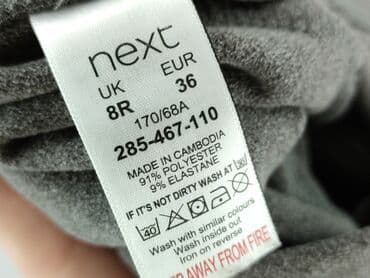 next
UK EUR
8R 36
170/68A
285-467-110
MADE IN CAMBODIA
91% POLYESTER
9% ELASTANE
IF IT'S NOT DIRTY WASH AT
40
Wash with similar colours
Wash inside out
Iron on reverse
AWAY FROM FIRE